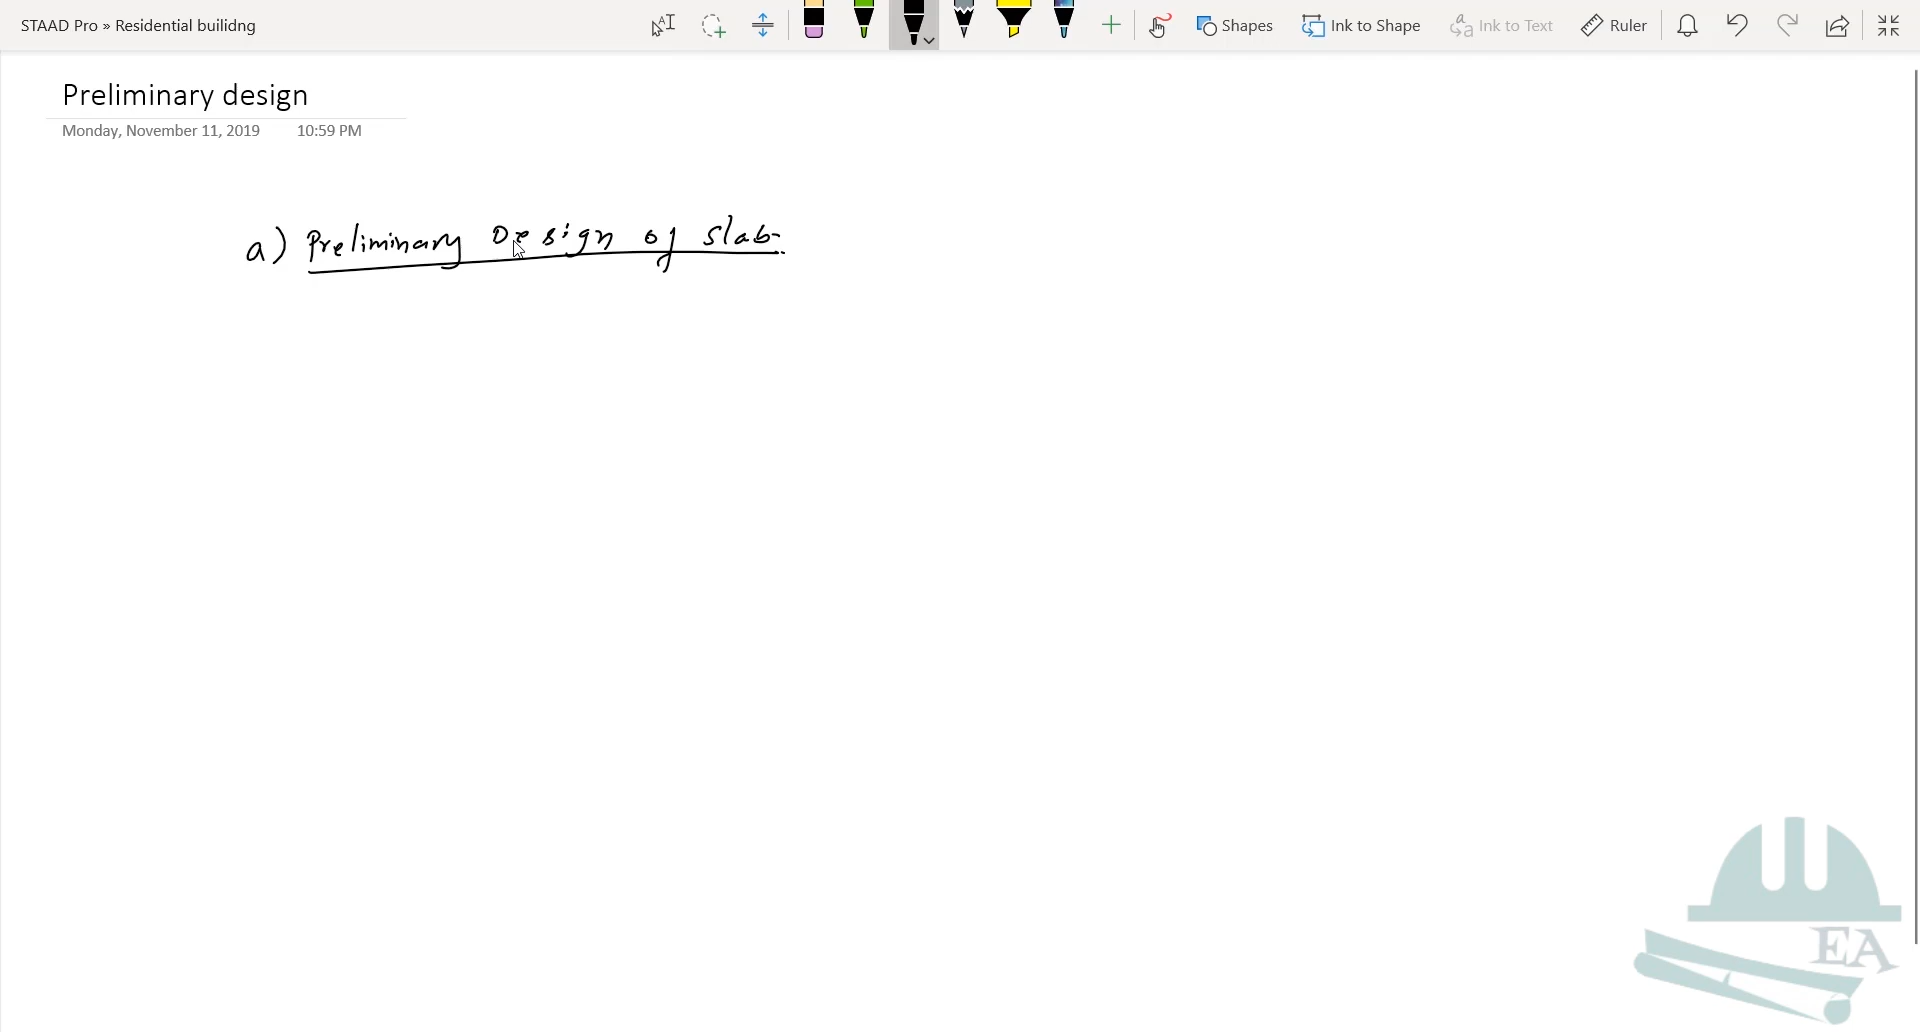 STAAD Pro » Residential builidng
Shapes
Ink to Shape
Ink to Text
Ruler
Preliminary design
Monday, November 11, 2019 10:59 PM
a) Preliminary Design of Slab-
EA